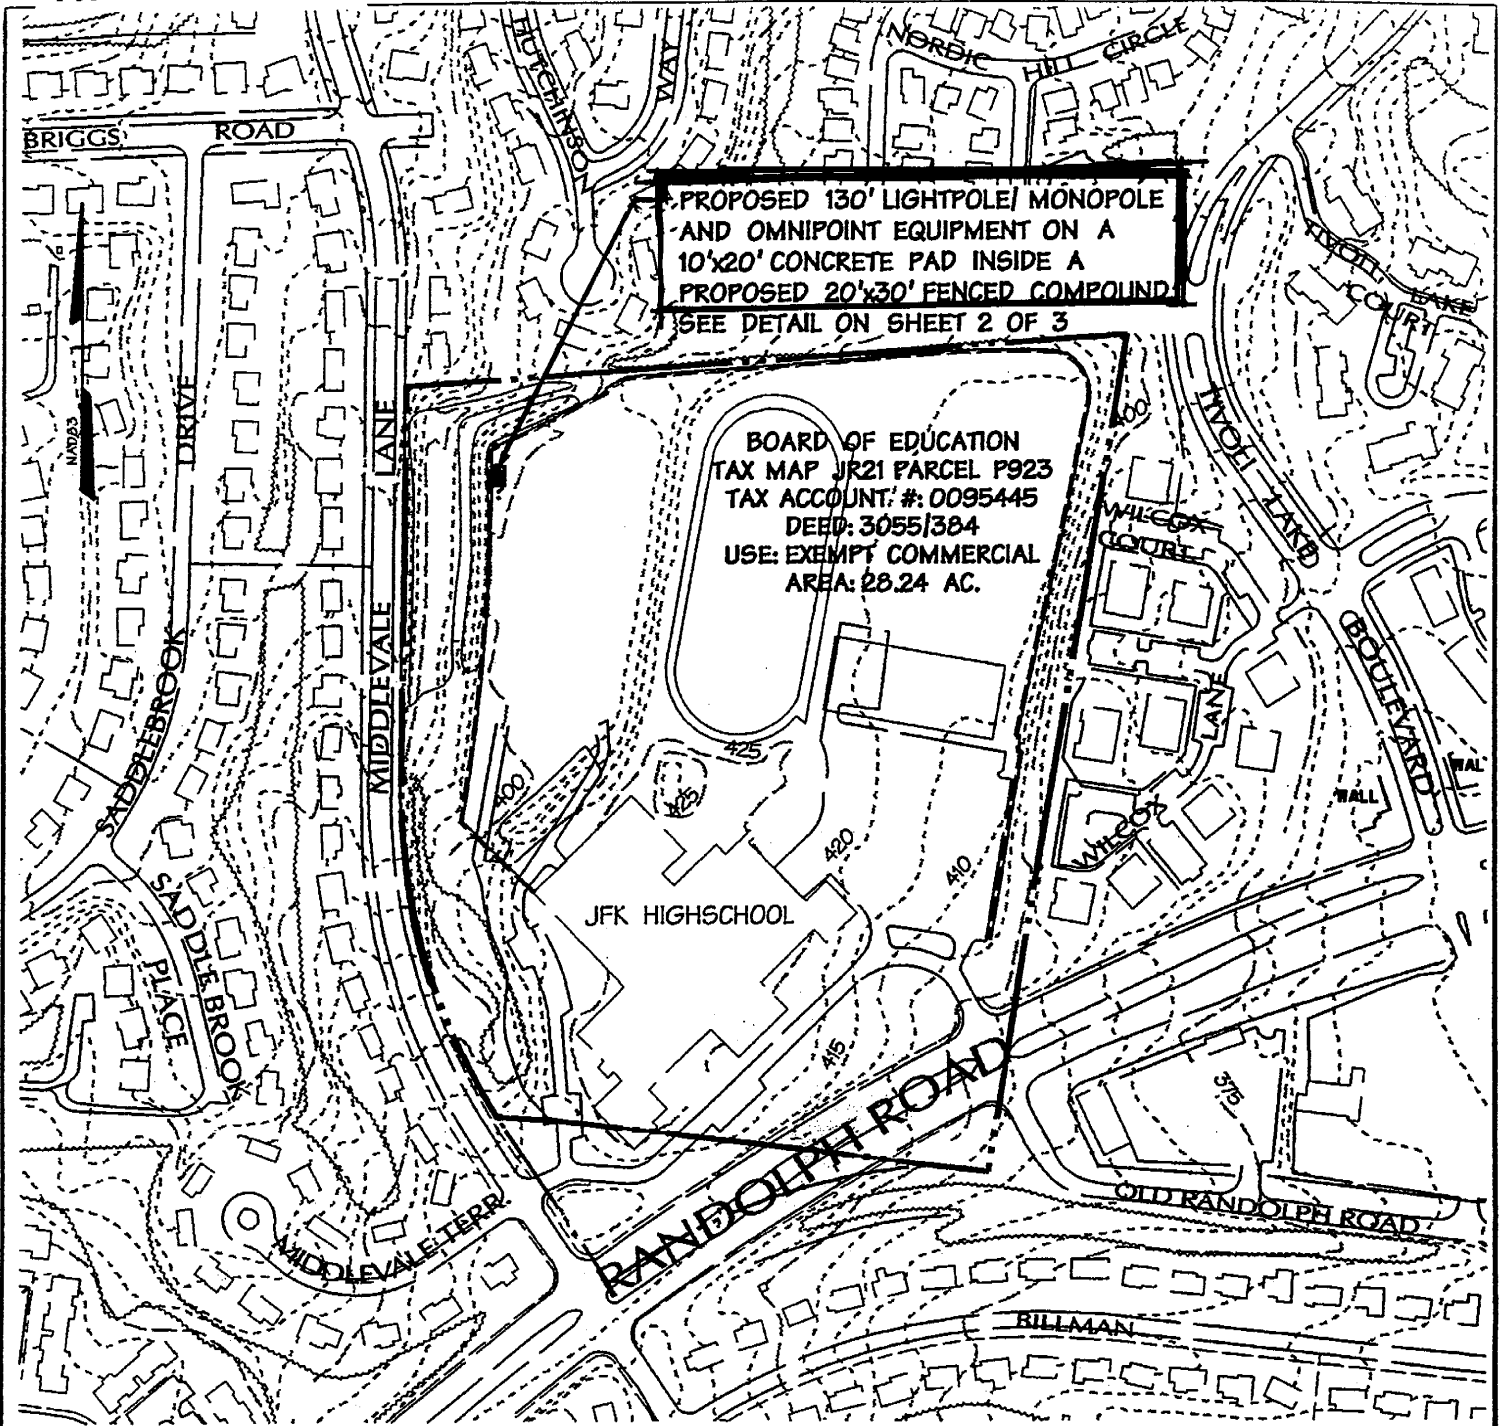 HUTCHINSON
WAY
NORDIC HILL CIRCLE
BRIGGS ROAD
PROPOSED 130' LIGHTPOLE/ MONOPOLE
AND OMNIPOINT EQUIPMENT ON A
10'x20' CONCRETE PAD INSIDE A
PROPOSED 20'x30' FENCED COMPOUND
SEE DETAIL ON SHEET 2 OF 3
TIVOLI LAKE
COURT
NAD83
SADDLEBROOK DRIVE
MIDDLEVALE LANE
BOARD OF EDUCATION
TAX MAP JR21 PARCEL P923
TAX ACCOUNT #: 0095445
DEED: 3055/384
USE: EXEMPT COMMERCIAL
AREA: 28.24 AC.
400
TIVOLI LAKE BOULEVARD
WILCOX
COURT
WILCOX LANE
WALL
WAL
425
425
400
420
410
JFK HIGHSCHOOL
SADDLEBROOK
PLACE
415
375
RANDOLPH ROAD
OLD RANDOLPH ROAD
MIDDLEVALE TERR.
BILLMAN